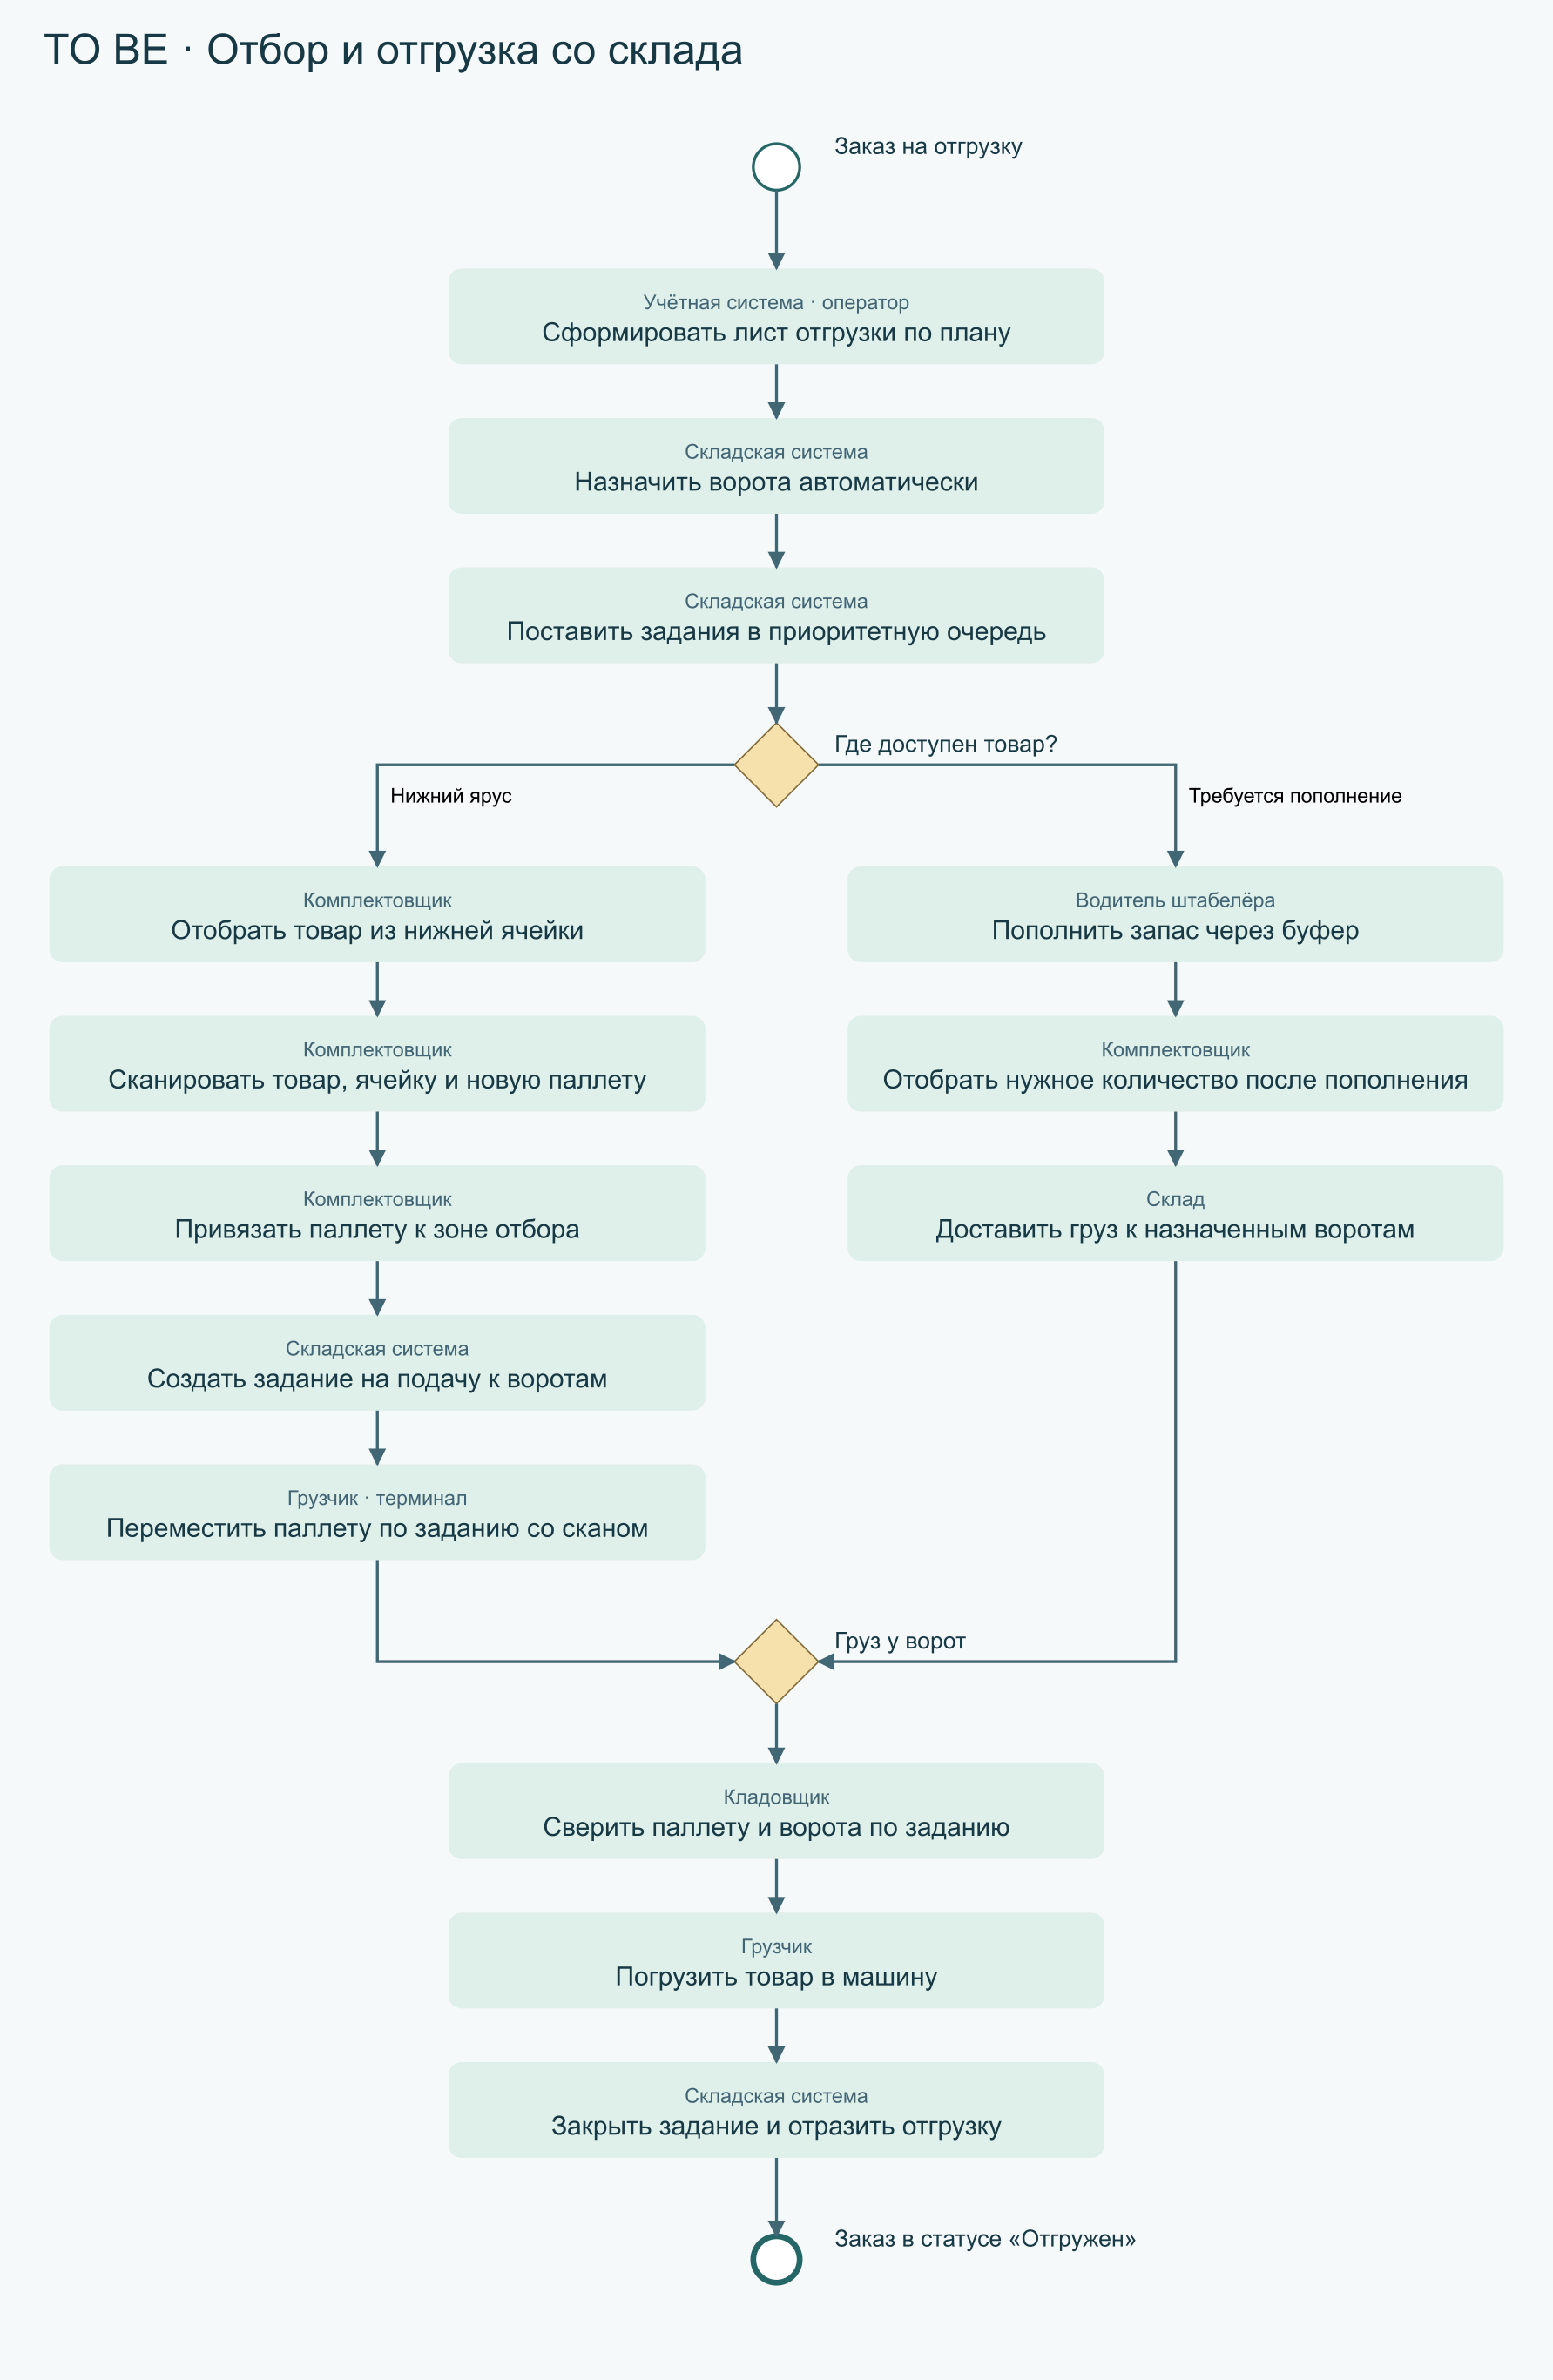 TO BE · Отбор и отгрузка со склада
Заказ на отгрузку
Учётная система · оператор
Сформировать лист отгрузки по плану
Складская система
Назначить ворота автоматически
Складская система
Поставить задания в приоритетную очередь
Где доступен товар?
Нижний ярус
Требуется пополнение
Комплектовщик
Отобрать товар из нижней ячейки
Водитель штабелёра
Пополнить запас через буфер
Комплектовщик
Сканировать товар, ячейку и новую паллету
Комплектовщик
Отобрать нужное количество после пополнения
Комплектовщик
Привязать паллету к зоне отбора
Склад
Доставить груз к назначенным воротам
Складская система
Создать задание на подачу к воротам
Грузчик · терминал
Переместить паллету по заданию со сканом
Груз у ворот
Кладовщик
Сверить паллету и ворота по заданию
Грузчик
Погрузить товар в машину
Складская система
Закрыть задание и отразить отгрузку
Заказ в статусе «Отгружен»